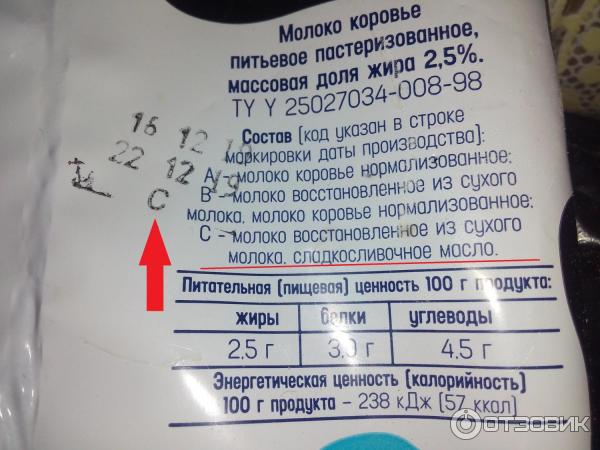 Молоко коровье
питьевое пастеризованное,
массовая доля жира 2,5%.
ТУ У 25027034-008-98
Состав (код указан в строке
маркировки даты производства):
А - молоко коровье нормализованное;
В - молоко восстановленное из сухого
молока, молоко коровье нормализованное;
С - молоко восстановленное из сухого
молока, сладкосливочное масло.
16 12
22 12 19
С
Питательная (пищевая) ценность 100 г продукта:
жиры белки углеводы
2,5 г 3,0 г 4,5 г
Энергетическая ценность (калорийность)
100 г продукта - 238 кДж (57 ккал)
ОТЗОВИК